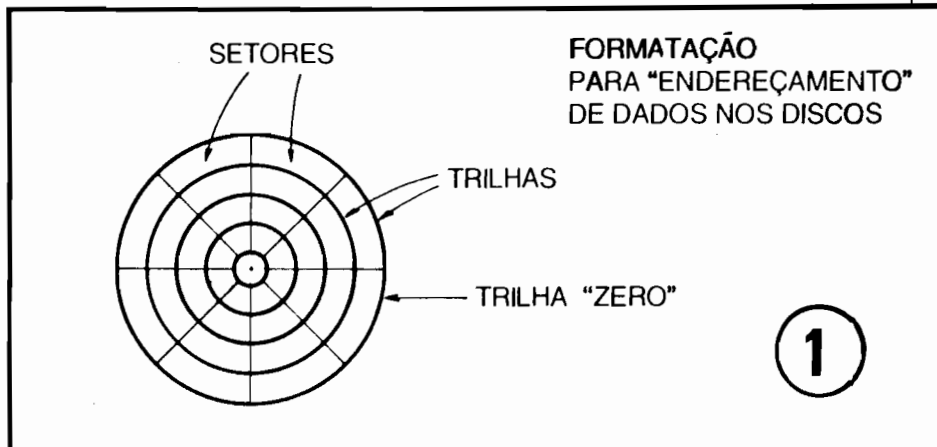 SETORES
FORMATAÇÃO
PARA “ENDEREÇAMENTO”
DE DADOS NOS DISCOS
TRILHAS
TRILHA “ZERO”
1